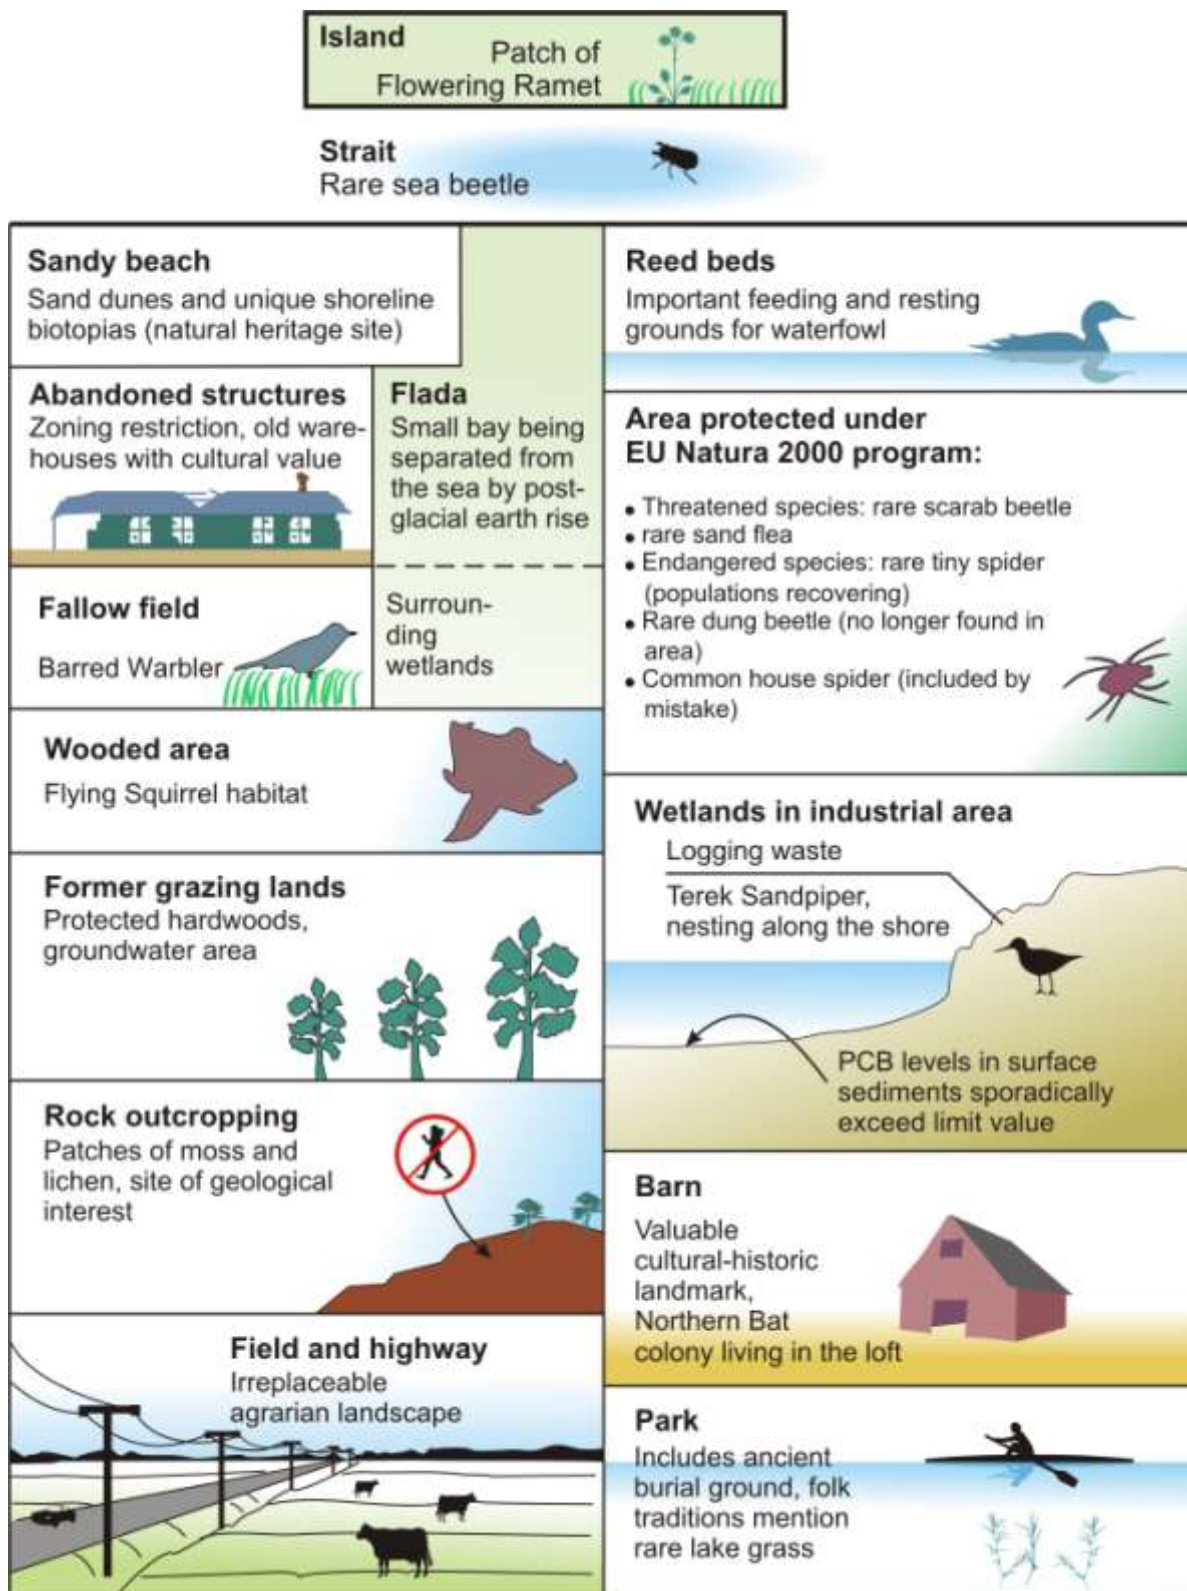 Island
Patch of
Flowering Ramet
Strait
Rare sea beetle
Sandy beach
Sand dunes and unique shoreline
biotopias (natural heritage site)
Abandoned structures
Zoning restriction, old ware-
houses with cultural value
Flada
Small bay being
separated from
the sea by post-
glacial earth rise
Fallow field
Barred Warbler
Surroun-
ding
wetlands
Wooded area
Flying Squirrel habitat
Former grazing lands
Protected hardwoods,
groundwater area
Rock outcropping
Patches of moss and
lichen, site of geological
interest
Field and highway
Irreplaceable
agrarian landscape
Reed beds
Important feeding and resting
grounds for waterfowl
Area protected under
EU Natura 2000 program:
• Threatened species: rare scarab beetle
• rare sand flea
• Endangered species: rare tiny spider
(populations recovering)
• Rare dung beetle (no longer found in
area)
• Common house spider (included by
mistake)
Wetlands in industrial area
Logging waste
Terek Sandpiper,
nesting along the shore
PCB levels in surface
sediments sporadically
exceed limit value
Barn
Valuable
cultural-historic
landmark,
Northern Bat
colony living in the loft
Park
Includes ancient
burial ground, folk
traditions mention
rare lake grass